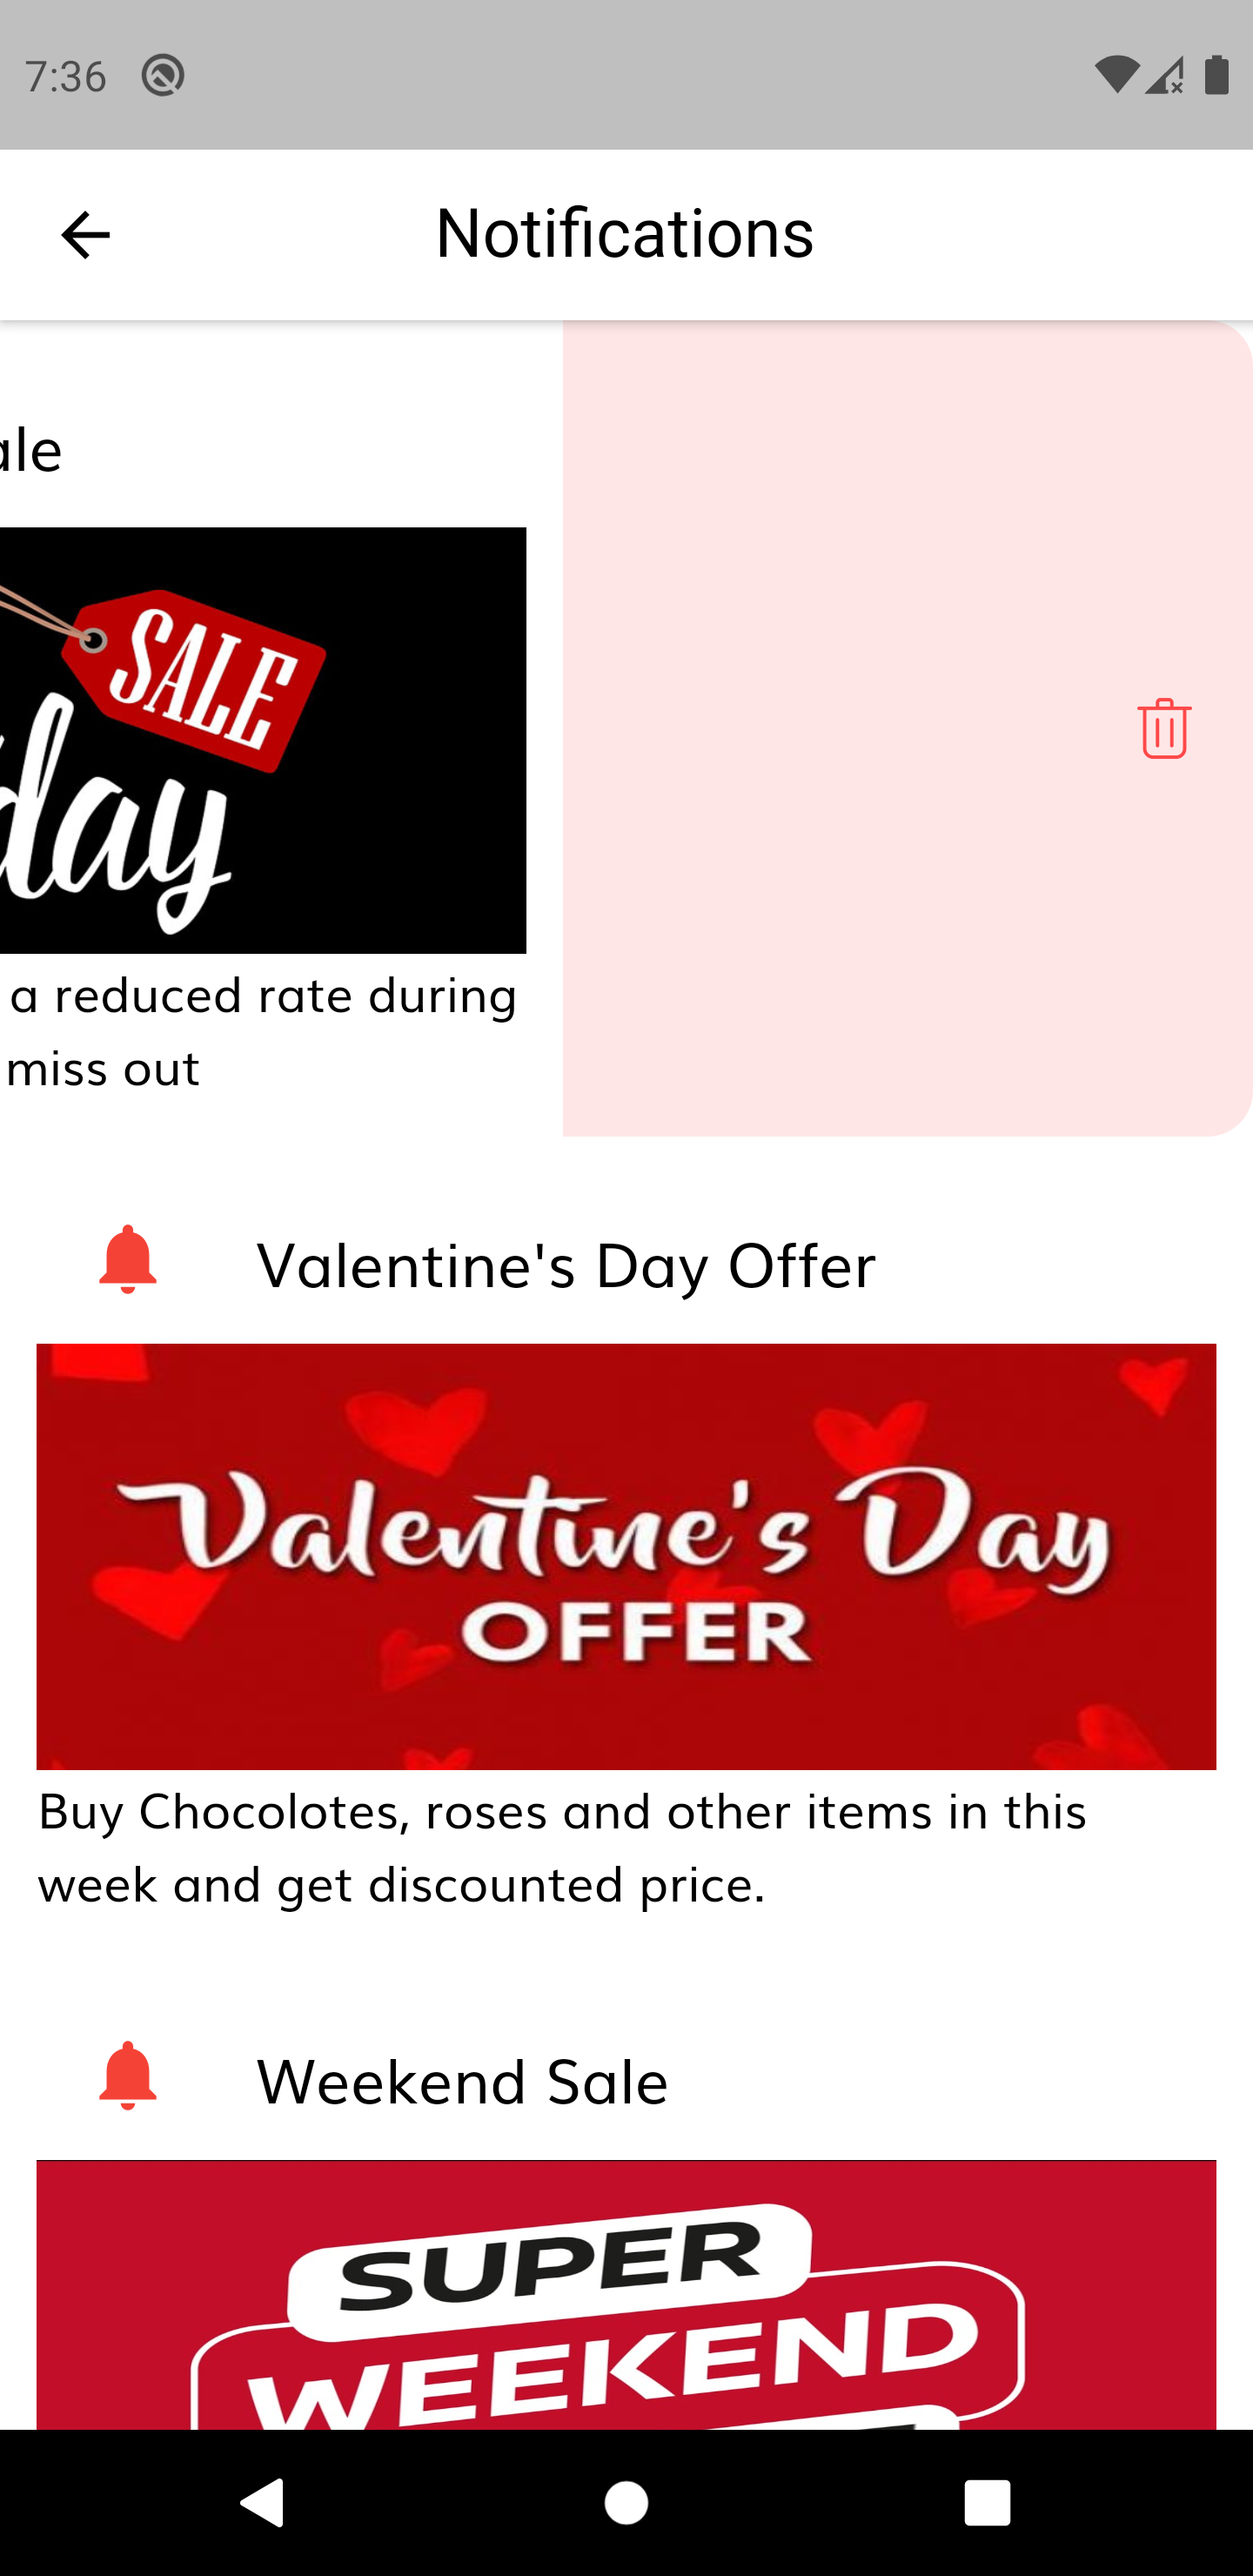 7:36
Notifications
ale
SALE
day
a reduced rate during
miss out
Valentine's Day Offer
Valentine's Day
OFFER
Buy Chocolotes, roses and other items in this
week and get discounted price.
Weekend Sale
SUPER
WEEKEND